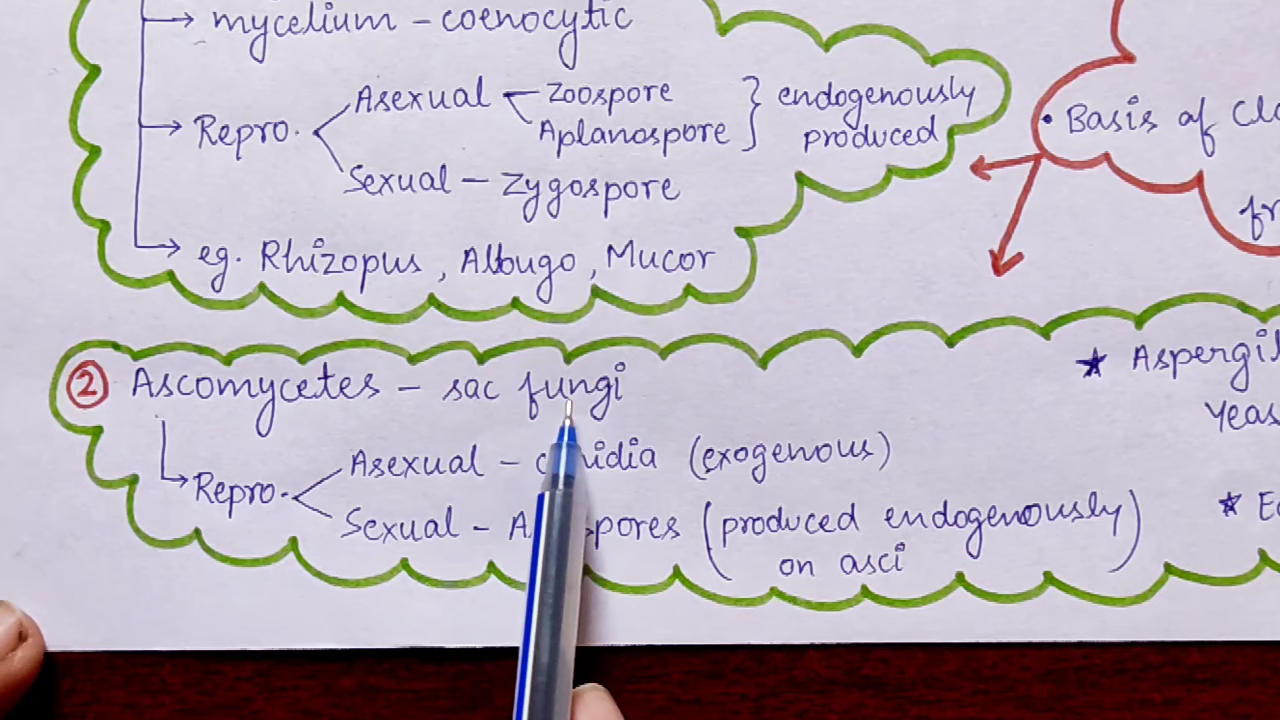 mycelium - coenocytic
Repro.
Asexual - Zoospore
Aplanospore
} endogenously
produced
Sexual - Zygospore
eg. Rhizopus, Albugo, Mucor
• Basis of
② Ascomycetes - sac fungi
Repro.
Asexual - conidia (exogenous)
Sexual - (produced endogenously
on asci)
★
★